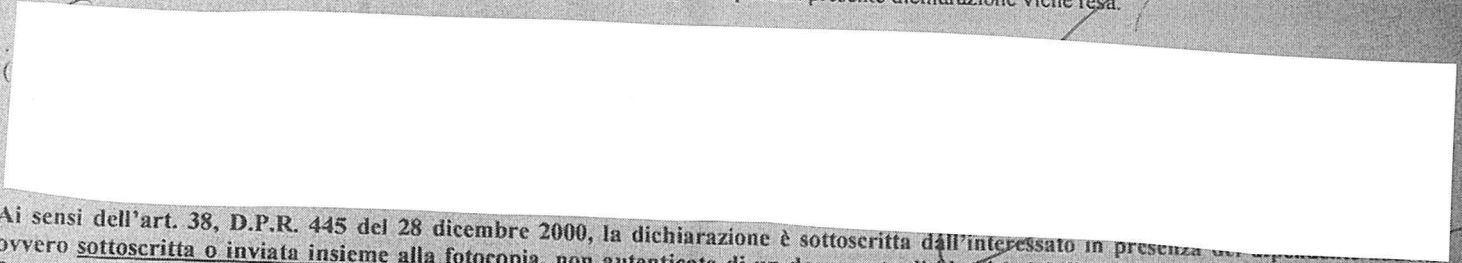 dichiarazione viene resa.
Ai sensi dell'art. 38, D.P.R. 445 del 28 dicembre 2000, la dichiarazione è sottoscritta dall'interessato in presenza del
ovvero sottoscritta o inviata insieme alla fotocopia, non autenticata di un